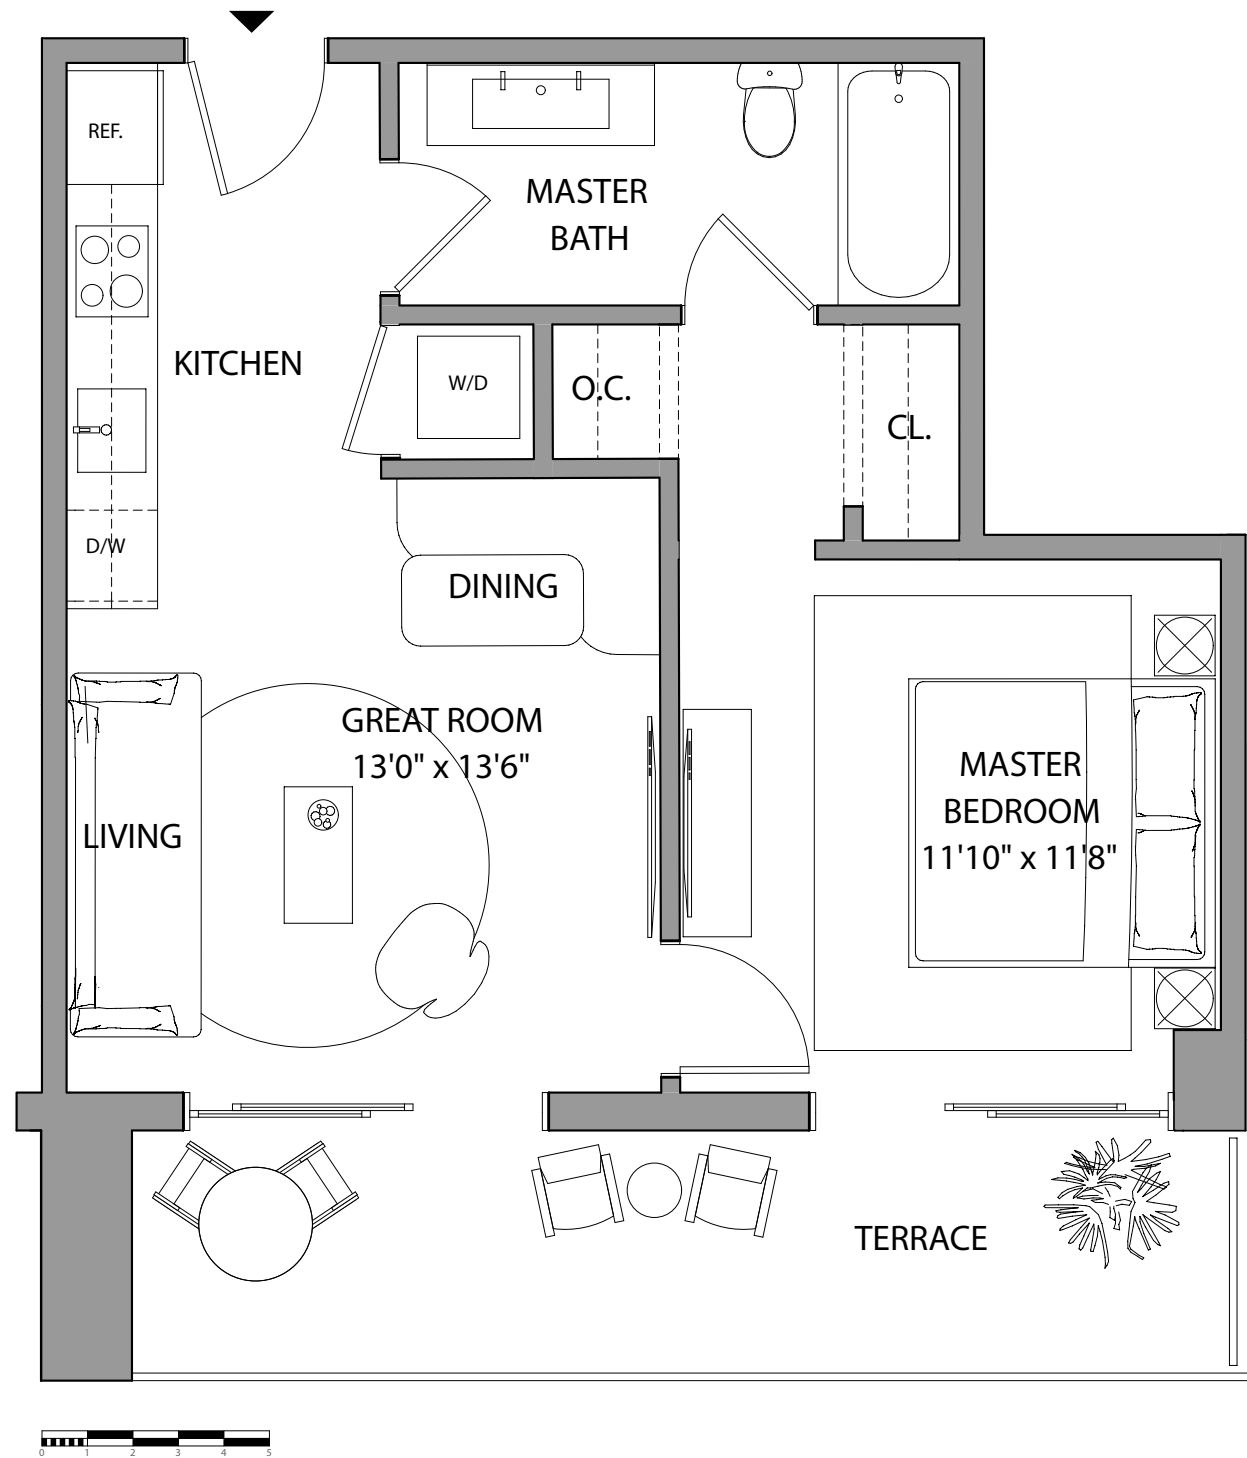 REF.
MASTER
BATH
KITCHEN
W/D
O.C.
CL.
D/W
DINING
GREAT ROOM
13'0" x 13'6"
LIVING
MASTER
BEDROOM
11'10" x 11'8"
TERRACE
0 1 2 3 4 5